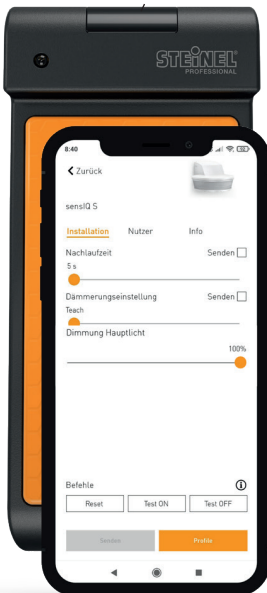 STEINEL
PROFESSIONAL
8:40
Zurück
sensIQ S
Installation Nutzer Info
Nachlaufzeit Senden
5 s
Dämmerungseinstellung Senden
Teach
Dimmung Hauptlicht
100%
Befehle
Reset Test ON Test OFF
Senden Profile